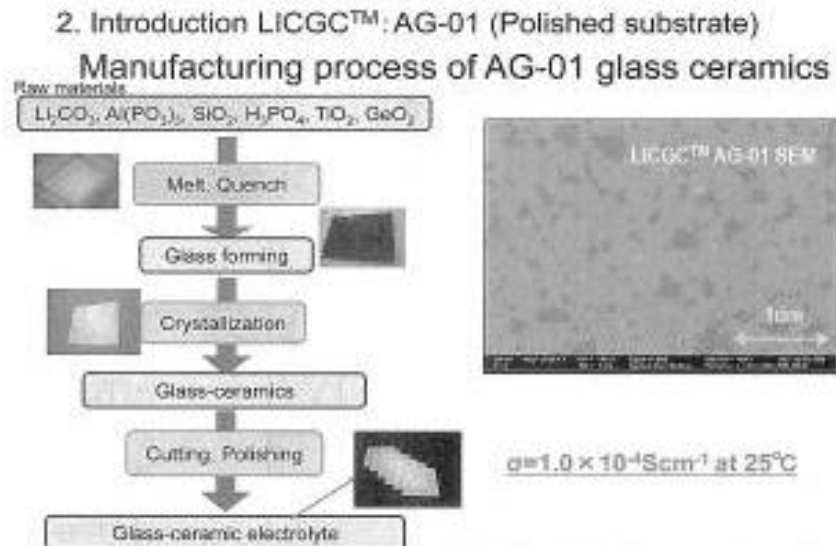 2. Introduction LICGC™: AG-01 (Polished substrate)
Manufacturing process of AG-01 glass ceramics
Raw materials
Li₂CO₃, Al(PO₃)₃, SiO₂, H₃PO₄, TiO₂, GeO₂
LICGC™ AG-01 SEM
Melt. Quench
Glass forming
Crystallization
Glass-ceramics
Cutting. Polishing
σ=1.0×10⁻⁴Scm⁻¹ at 25°C
Glass-ceramic electrolyte